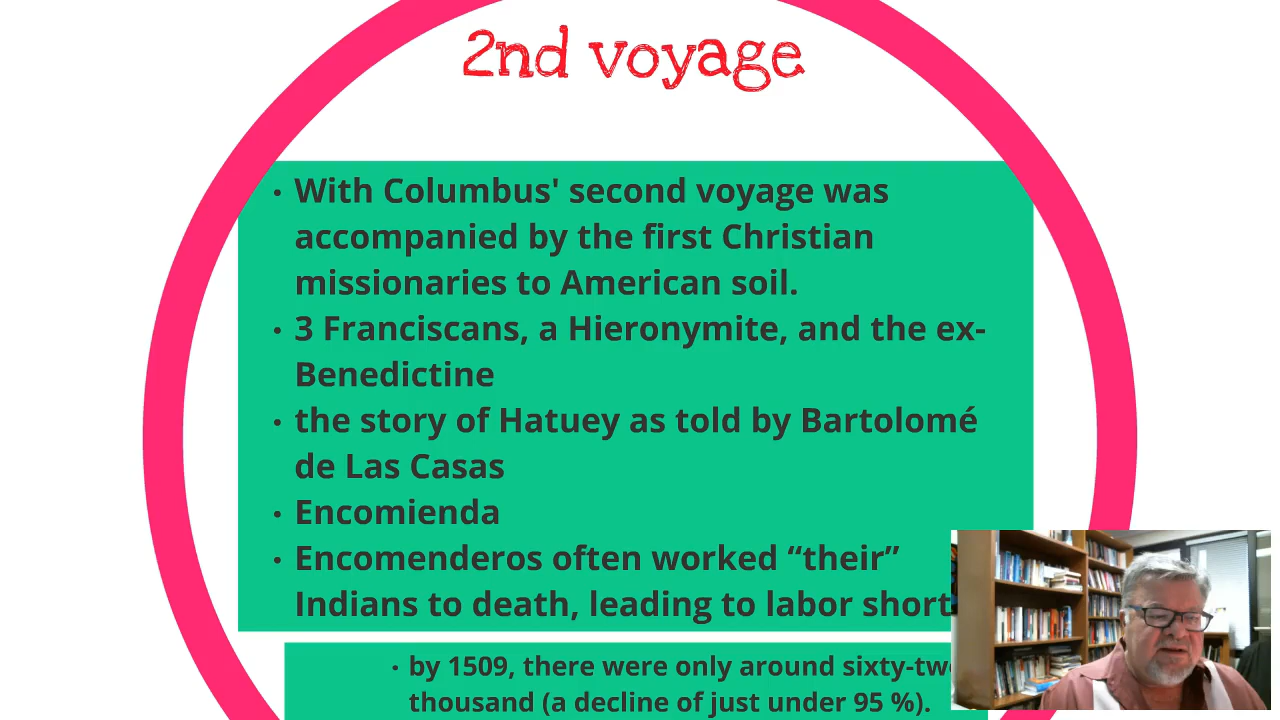 2nd voyage
• With Columbus' second voyage was
accompanied by the first Christian
missionaries to American soil.
• 3 Franciscans, a Hieronymite, and the ex-
Benedictine
• the story of Hatuey as told by Bartolomé
de Las Casas
• Encomienda
• Encomenderos often worked “their”
Indians to death, leading to labor short
• by 1509, there were only around sixty-two
thousand (a decline of just under 95 %).